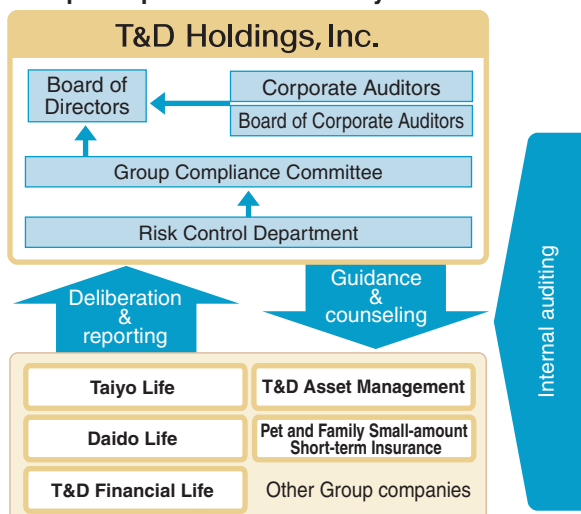 T&D Holdings, Inc.
Board of
Directors
Corporate Auditors
Board of Corporate Auditors
Group Compliance Committee
Risk Control Department
Deliberation
&
reporting
Guidance
&
counseling
Internal auditing
Taiyo Life
T&D Asset Management
Daido Life
Pet and Family Small-amount
Short-term Insurance
T&D Financial Life
Other Group companies